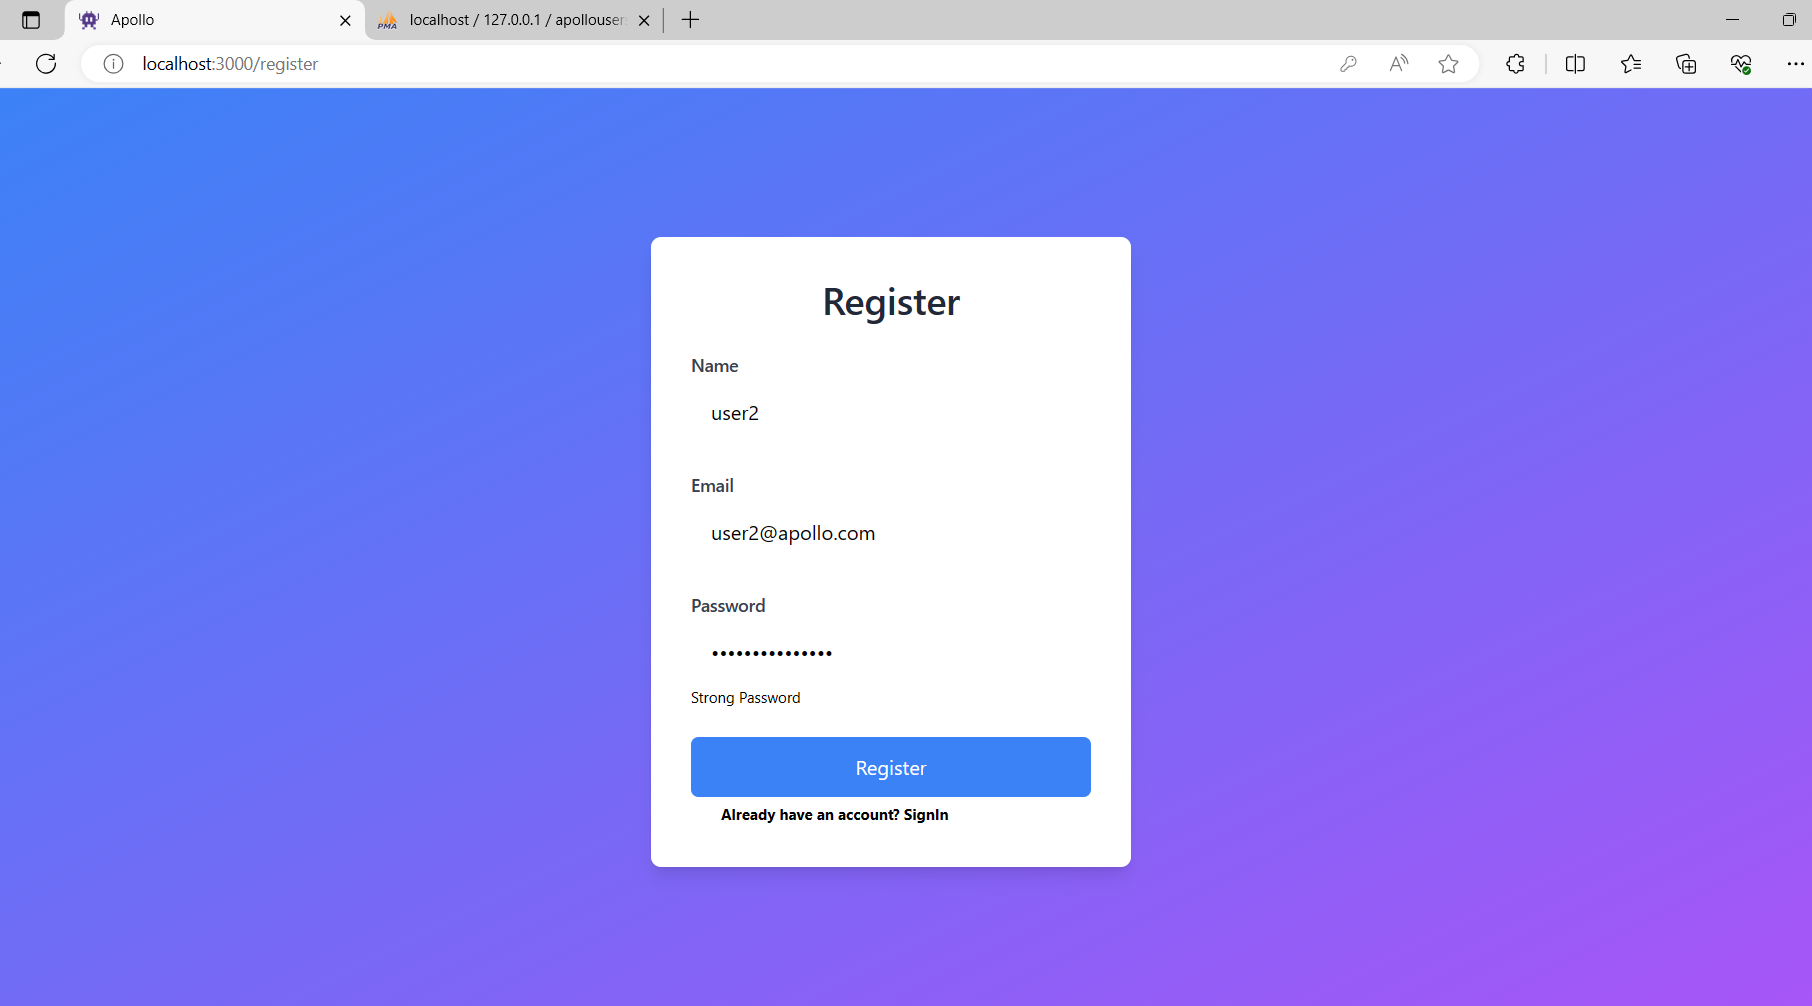 Apollo
localhost / 127.0.0.1 / apollouser
localhost:3000/register
Register
Name
user2
Email
user2@apollo.com
Password
•••••••••••••••
Strong Password
Register
Already have an account? SignIn